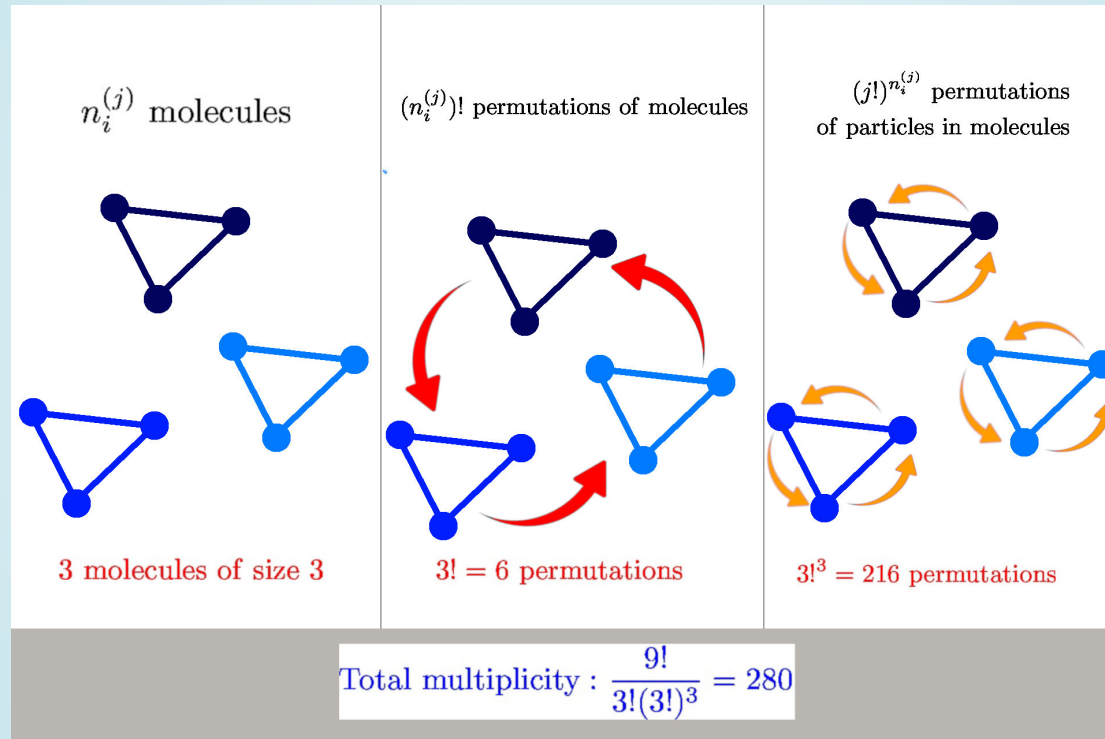 n_i^{(j)} molecules
(n_i^{(j)})! permutations of molecules
(j!)^{n_i^{(j)}} permutations
of particles in molecules
3 molecules of size 3
3! = 6 permutations
3!^3 = 216 permutations
Total multiplicity : \frac{9!}{3!(3!)^3} = 280